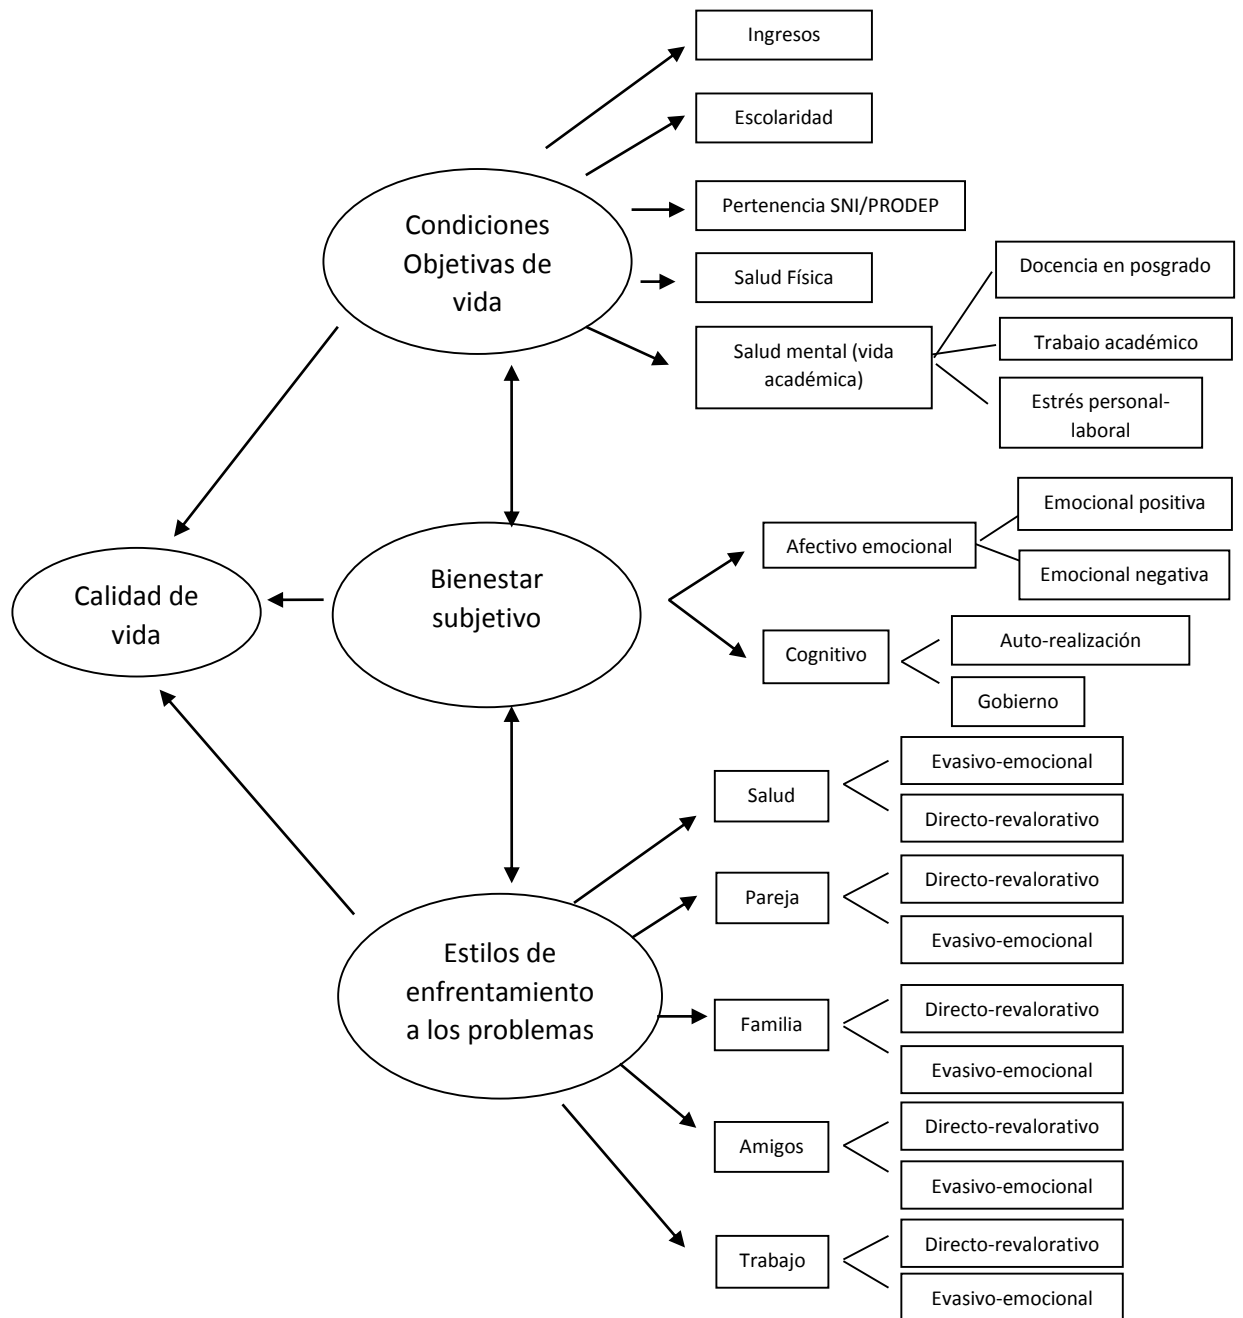 Ingresos
Escolaridad
Pertenencia SNI/PRODEP
Condiciones
Objetivas de
vida
Salud Física
Docencia en posgrado
Salud mental (vida
académica)
Trabajo académico
Estrés personal-
laboral
Emocional positiva
Afectivo emocional
Emocional negativa
Bienestar
subjetivo
Calidad de
vida
Cognitivo
Auto-realización
Gobierno
Salud
Evasivo-emocional
Directo-revalorativo
Pareja
Directo-revalorativo
Evasivo-emocional
Estilos de
enfrentamiento
a los problemas
Familia
Directo-revalorativo
Evasivo-emocional
Amigos
Directo-revalorativo
Evasivo-emocional
Trabajo
Directo-revalorativo
Evasivo-emocional